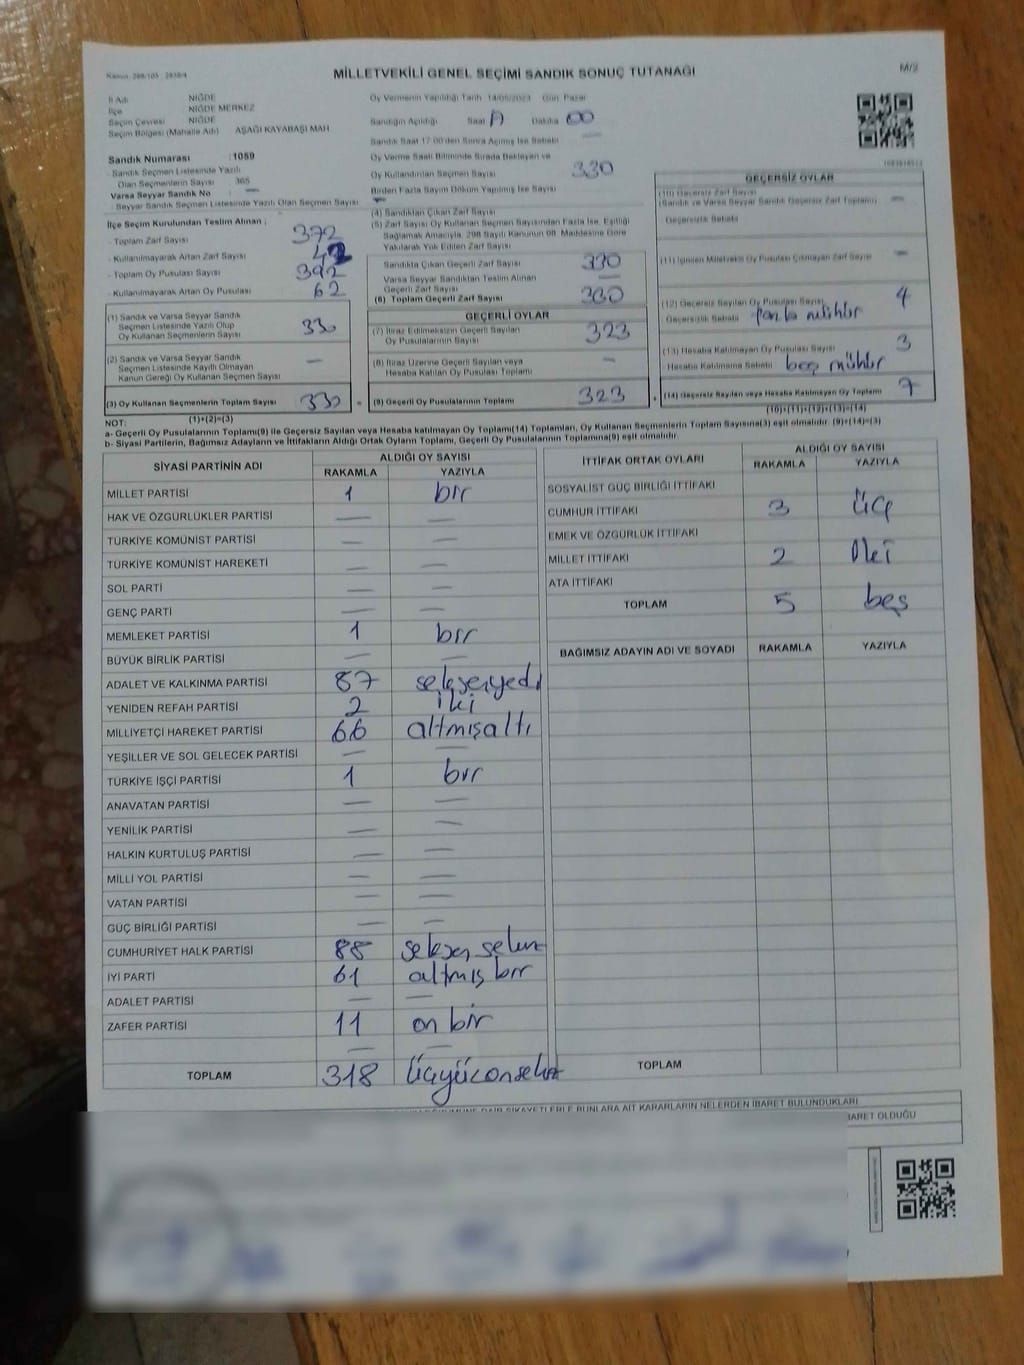 MİLLETVEKİLİ GENEL SEÇİMİ SANDIK SONUÇ TUTANAĞI
M/2
İl Adı NİĞDE
İlçe NİĞDE MERKEZ
Seçim Çevresi NİĞDE
Seçim Bölgesi (Mahalle Adı) AŞAĞI KAYABAŞI MAH
Oy Vermenin Yapıldığı Tarih 14/05/2023 Gün Pazar
Sandığın Açıldığı Saat Dakika 00
Sandık Saat 17:00'den Sonra Açılmış İse Sebebi —
Sandık Numarası : 1059
Sandık Seçmen Listesinde Yazılı
Olan Seçmenlerin Sayısı : 365
Varsa Seyyar Sandık No —
Seyyar Sandık Seçmen Listesinde Yazılı Olan Seçmen Sayısı
Oy Verme Saati Bitiminde Sırada Bekleyen ve
Oy Kullandırılan Seçmen Sayısı 330
Birden Fazla Sayım Döküm Yapılmış İse Sayısı
İlçe Seçim Kurulundan Teslim Alınan ;
- Toplam Zarf Sayısı 372
- Kullanılmayarak Artan Zarf Sayısı
- Toplam Oy Pusulası Sayısı 392
- Kullanılmayarak Artan Oy Pusulası 62
(4) Sandıktan Çıkan Zarf Sayısı
(5) Zarf Sayısı Oy Kullanan Seçmen Sayısından Fazla İse, Eşitliği
Sağlamak Amacıyla, 298 Sayılı Kanunun 98. Maddesine Göre
Yakılarak Yok Edilen Zarf Sayısı
Sandıkta Çıkan Geçerli Zarf Sayısı 330
Varsa Seyyar Sandıktan Teslim Alınan
Geçerli Zarf Sayısı —
(6) Toplam Geçerli Zarf Sayısı 330
(1) Sandık ve Varsa Seyyar Sandık
Seçmen Listesinde Yazılı Olup
Oy Kullanan Seçmenlerin Sayısı 330
(2) Sandık ve Varsa Seyyar Sandık
Seçmen Listesinde Kayıtlı Olmayan
Kanun Gereği Oy Kullanan Seçmen Sayısı —
(3) Oy Kullanan Seçmenlerin Toplam Sayısı 330
(1)+(2)=(3)
GEÇERLİ OYLAR
(7) İtiraz Edilmeksizin Geçerli Sayılan
Oy Pusulalarının Sayısı 323
(8) İtiraz Üzerine Geçerli Sayılan veya
Hesaba Katılan Oy Pusulası Toplamı —
(9) Geçerli Oy Pusulalarının Toplamı 323
GEÇERSİZ OYLAR
(10) Geçersiz Zarf Sayısı
(Sandık ve Varsa Seyyar Sandık Geçersiz Zarf Toplamı) —
Geçersizlik Sebebi
(11) İçinden Milletvekili Oy Pusulası Çıkmayan Zarf Sayısı —
(12) Geçersiz Sayılan Oy Pusulası Sayısı 4
Geçersizlik Sebebi
(13) Hesaba Katılmayan Oy Pusulası Sayısı 3
Hesaba Katılmama Sebebi beş mühür
(14) Geçersiz Sayılan veya Hesaba Katılmayan Oy Toplamı 7
(10)+(11)+(12)+(13)=(14)
NOT:
a- Geçerli Oy Pusulalarının Toplamı(9) ile Geçersiz Sayılan veya Hesaba katılmayan Oy Toplamı(14) Toplamları, Oy Kullanan Seçmenlerin Toplam Sayısına(3) eşit olmalıdır. (9)+(14)=(3)
b- Siyasi Partilerin, Bağımsız Adayların ve İttifakların Aldığı Ortak Oyların Toplamı, Geçerli Oy Pusulalarının Toplamına(9) eşit olmalıdır.
SİYASİ PARTİNİN ADI ALDIĞI OY SAYISI
RAKAMLA YAZIYLA
MİLLET PARTİSİ 1 bir
HAK VE ÖZGÜRLÜKLER PARTİSİ — —
TÜRKİYE KOMÜNİST PARTİSİ — —
TÜRKİYE KOMÜNİST HAREKETİ — —
SOL PARTİ — —
GENÇ PARTİ — —
MEMLEKET PARTİSİ 1 bir
BÜYÜK BİRLİK PARTİSİ — —
ADALET VE KALKINMA PARTİSİ 87 seksenyedi
YENİDEN REFAH PARTİSİ 2 iki
MİLLİYETÇİ HAREKET PARTİSİ 66 altmışaltı
YEŞİLLER VE SOL GELECEK PARTİSİ — —
TÜRKİYE İŞÇİ PARTİSİ 1 bir
ANAVATAN PARTİSİ — —
YENİLİK PARTİSİ — —
HALKIN KURTULUŞ PARTİSİ — —
MİLLİ YOL PARTİSİ — —
VATAN PARTİSİ — —
GÜÇ BİRLİĞİ PARTİSİ — —
CUMHURİYET HALK PARTİSİ 88 seksen sekiz
İYİ PARTİ 61 altmış bir
ADALET PARTİSİ — —
ZAFER PARTİSİ 11 on bir
— —
TOPLAM 318 Üçyüzonsekiz
İTTİFAK ORTAK OYLARI ALDIĞI OY SAYISI
RAKAMLA YAZIYLA
SOSYALİST GÜÇ BİRLİĞİ İTTİFAKI
CUMHUR İTTİFAKI 3 üç
EMEK VE ÖZGÜRLÜK İTTİFAKI
MİLLET İTTİFAKI 2 iki
ATA İTTİFAKI
TOPLAM 5 beş
BAĞIMSIZ ADAYIN ADI VE SOYADI RAKAMLA YAZIYLA
TOPLAM
ŞİKAYETLERLE BUNLARA AİT KARARLARIN NELERDEN İBARET BULUNDUKLARI
İBARET OLDUĞU